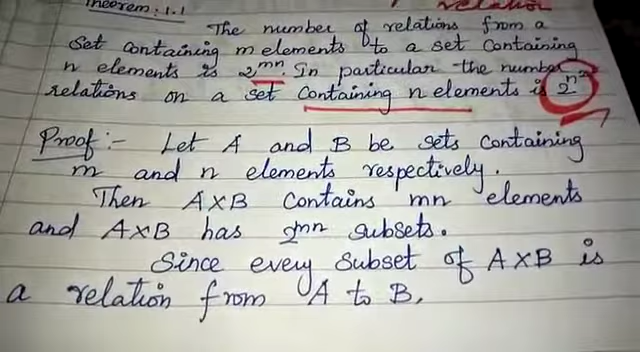 Theorem: 1.1
relation
The number of relations from a
set containing m elements to a set containing
n elements is 2^mn. In particular the number
relations on a set containing n elements is 2^n²
Proof:- Let A and B be sets containing
m and n elements respectively.
Then A×B contains mn elements
and A×B has 2^mn subsets.
Since every subset of A×B is
a relation from A to B.